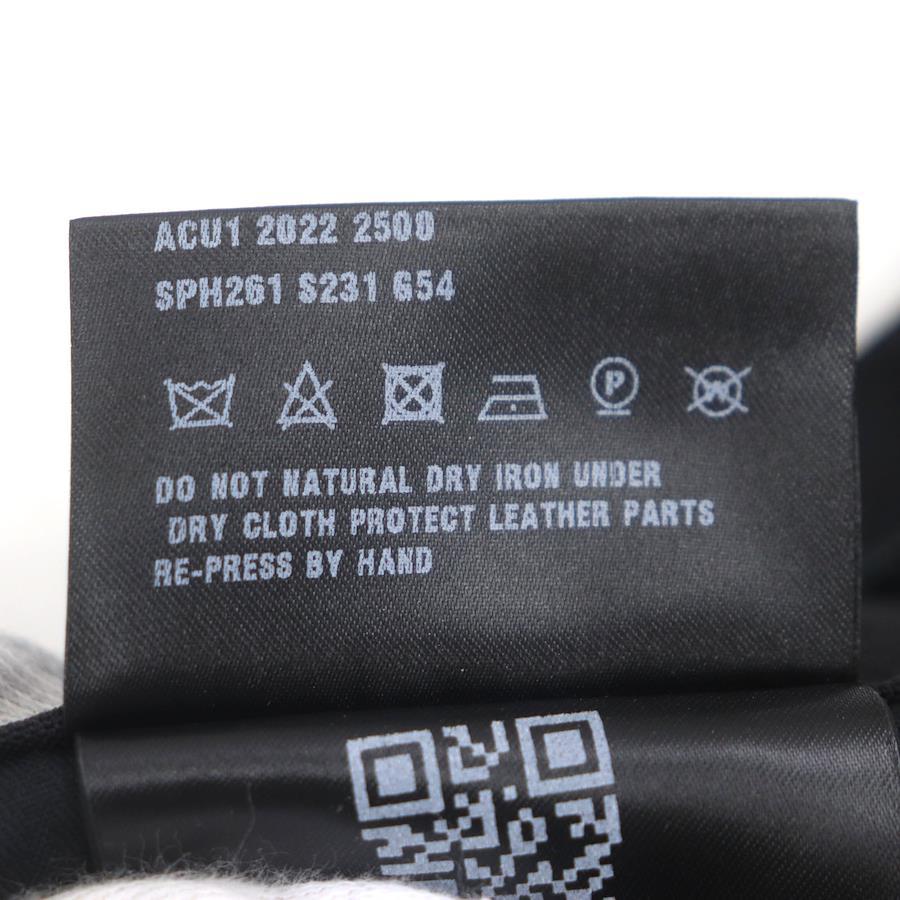 ACU1 2022 2500
SPH261 S231 G54
P
DO NOT NATURAL DRY IRON UNDER
DRY CLOTH PROTECT LEATHER PARTS
RE-PRESS BY HAND